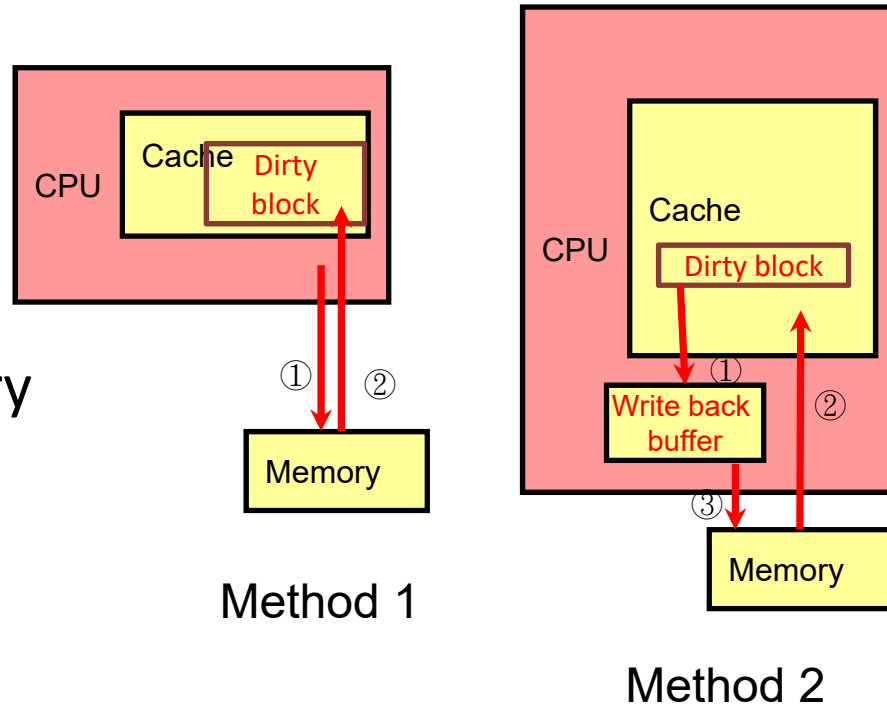 CPU
Cache
Dirty
block
①
②
ry
Memory
Method 1
CPU
Cache
Dirty block
①
Write back
buffer
②
③
Memory
Method 2